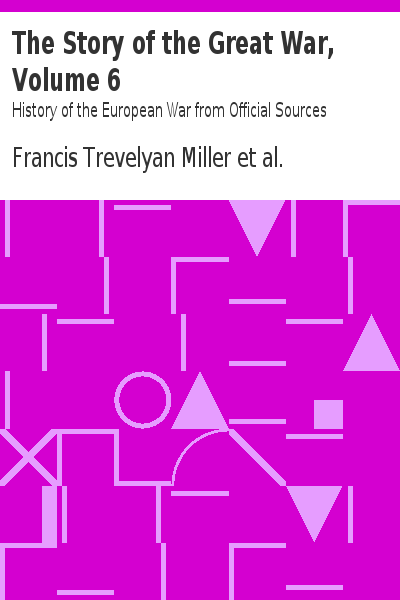 The Story of the Great War,
Volume 6
History of the European War from Official Sources
Francis Trevelyan Miller et al.